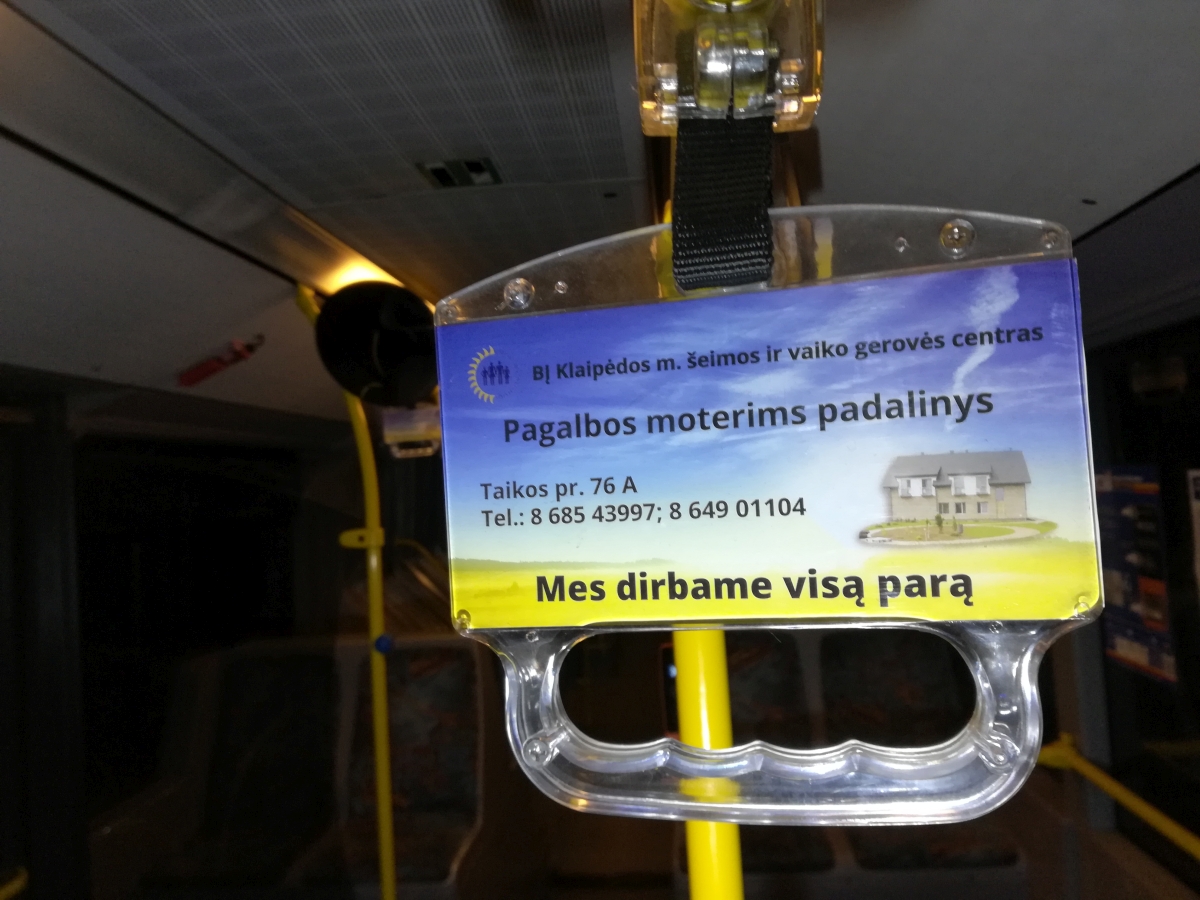 BĮ Klaipėdos m. šeimos ir vaiko gerovės centras
Pagalbos moterims padalinys
Taikos pr. 76 A
Tel.: 8 685 43997; 8 649 01104
Mes dirbame visą parą